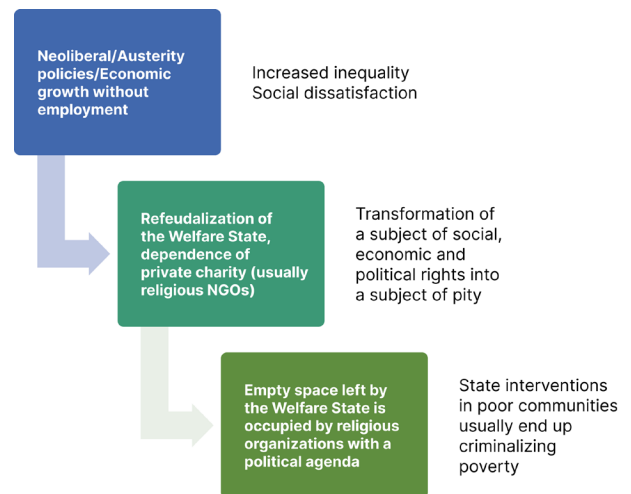 Neoliberal/Austerity
policies/Economic
growth without
employment
Increased inequality
Social dissatisfaction
Refeudalization of
the Welfare State,
dependence of
private charity (usually
religious NGOs)
Transformation of
a subject of social,
economic and
political rights into
a subject of pity
Empty space left by
the Welfare State is
occupied by religious
organizations with a
political agenda
State interventions
in poor communities
usually end up
criminalizing
poverty